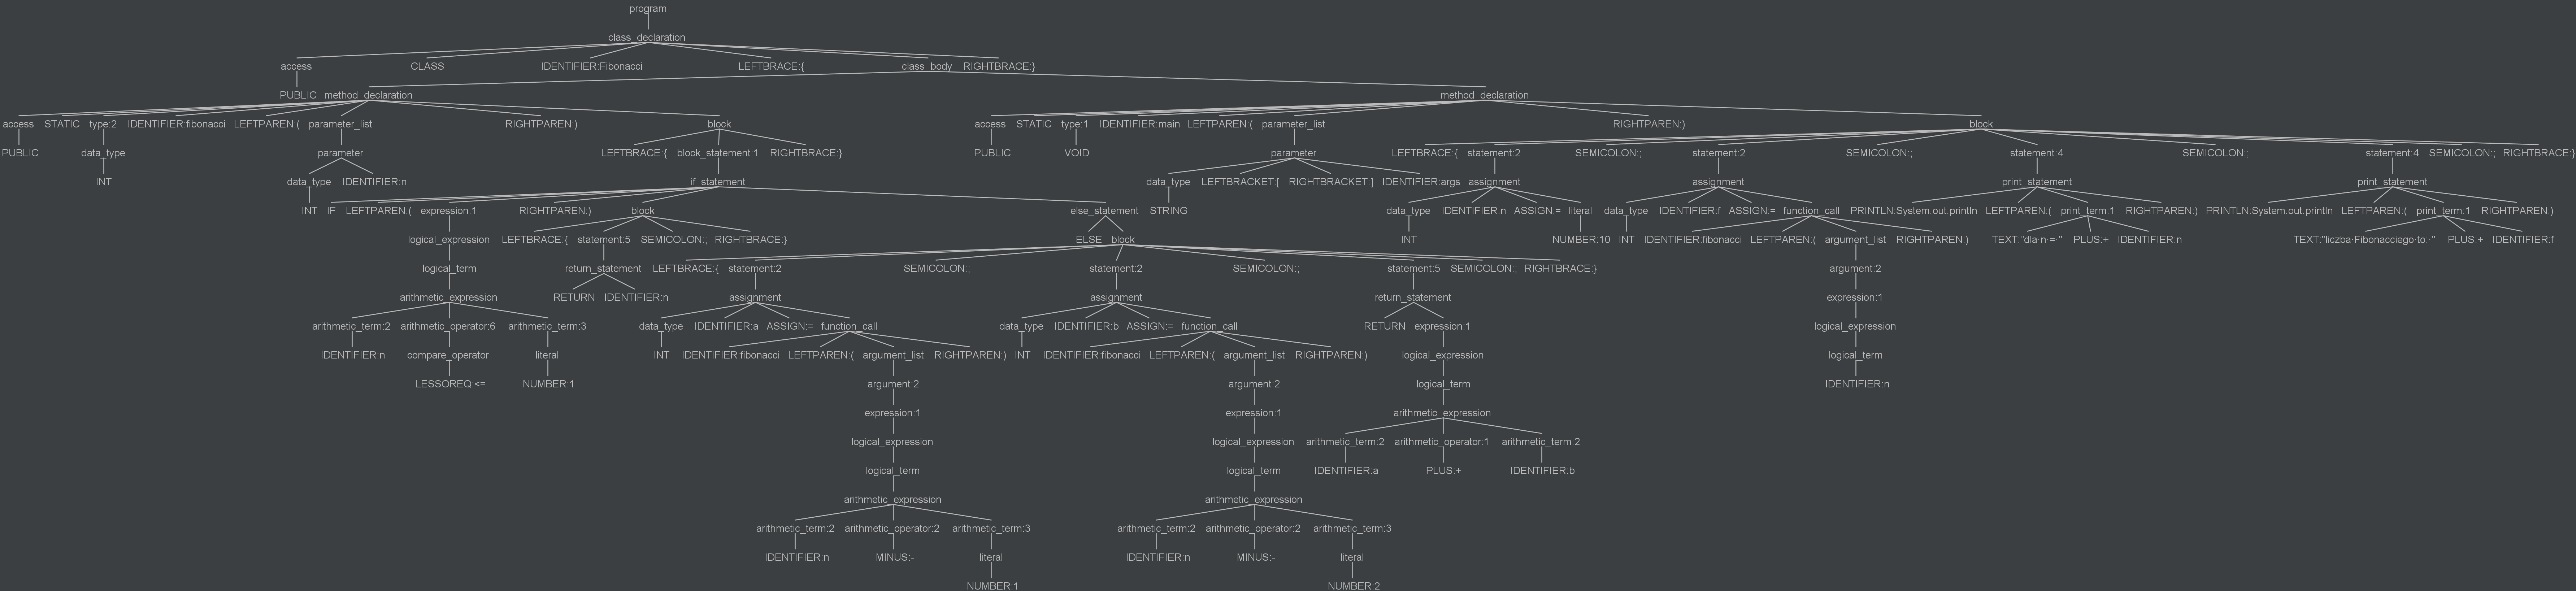 program
class_declaration
access CLASS IDENTIFIER:Fibonacci LEFTBRACE:{ class_body RIGHTBRACE:}
PUBLIC method_declaration method_declaration
access STATIC type:2 IDENTIFIER:fibonacci LEFTPAREN:( parameter_list RIGHTPAREN:) block access STATIC type:1 IDENTIFIER:main LEFTPAREN:( parameter_list RIGHTPAREN:) block
PUBLIC data_type parameter LEFTBRACE:{ block_statement:1 RIGHTBRACE:} PUBLIC VOID parameter LEFTBRACE:{ statement:2 SEMICOLON:; statement:2 SEMICOLON:; statement:4 SEMICOLON:; statement:4 SEMICOLON:; RIGHTBRACE:}
INT data_type IDENTIFIER:n if_statement data_type LEFTBRACKET:[ RIGHTBRACKET:] IDENTIFIER:args assignment assignment print_statement print_statement
INT IF LEFTPAREN:( expression:1 RIGHTPAREN:) block else_statement STRING data_type IDENTIFIER:n ASSIGN:= literal data_type IDENTIFIER:f ASSIGN:= function_call PRINTLN:System.out.println LEFTPAREN:( print_term:1 RIGHTPAREN:) PRINTLN:System.out.println LEFTPAREN:( print_term:1 RIGHTPAREN:)
logical_expression LEFTBRACE:{ statement:5 SEMICOLON:; RIGHTBRACE:} ELSE block INT NUMBER:10 INT IDENTIFIER:fibonacci LEFTPAREN:( argument_list RIGHTPAREN:) TEXT:"dla·n·=·" PLUS:+ IDENTIFIER:n TEXT:"liczba·Fibonacciego·to:·" PLUS:+ IDENTIFIER:f
logical_term return_statement LEFTBRACE:{ statement:2 SEMICOLON:; statement:2 SEMICOLON:; statement:5 SEMICOLON:; RIGHTBRACE:} argument:2
arithmetic_expression RETURN IDENTIFIER:n assignment assignment return_statement expression:1
arithmetic_term:2 arithmetic_operator:6 arithmetic_term:3 data_type IDENTIFIER:a ASSIGN:= function_call data_type IDENTIFIER:b ASSIGN:= function_call RETURN expression:1 logical_expression
IDENTIFIER:n compare_operator literal INT IDENTIFIER:fibonacci LEFTPAREN:( argument_list RIGHTPAREN:) INT IDENTIFIER:fibonacci LEFTPAREN:( argument_list RIGHTPAREN:) logical_expression logical_term
LESSOREQ:<= NUMBER:1 argument:2 argument:2 logical_term IDENTIFIER:n
expression:1 expression:1 arithmetic_expression
logical_expression logical_expression arithmetic_term:2 arithmetic_operator:1 arithmetic_term:2
logical_term logical_term IDENTIFIER:a PLUS:+ IDENTIFIER:b
arithmetic_expression arithmetic_expression
arithmetic_term:2 arithmetic_operator:2 arithmetic_term:3 arithmetic_term:2 arithmetic_operator:2 arithmetic_term:3
IDENTIFIER:n MINUS:- literal IDENTIFIER:n MINUS:- literal
NUMBER:1 NUMBER:2